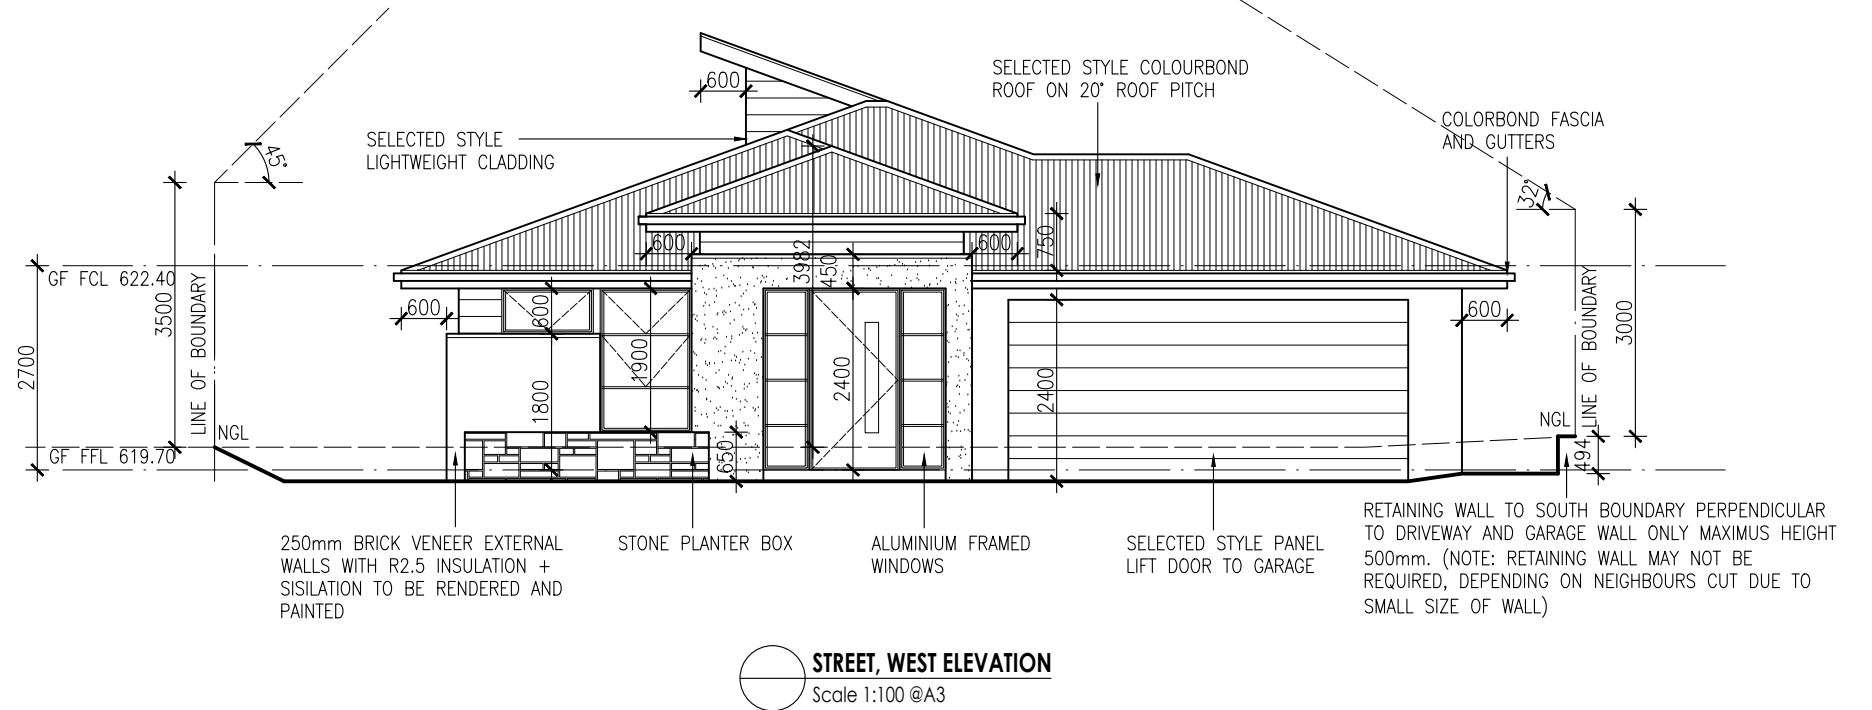 SELECTED STYLE COLOURBOND
ROOF ON 20° ROOF PITCH
600
COLORBOND FASCIA
AND GUTTERS
SELECTED STYLE
LIGHTWEIGHT CLADDING
45°
32°
600
600
750
3982
450
GF FCL 622.40
3500
LINE OF BOUNDARY
2700
600
600
1900
1800
2400
2400
600
3000
LINE OF BOUNDARY
NGL
NGL
GF FFL 619.70
650
494
250mm BRICK VENEER EXTERNAL
WALLS WITH R2.5 INSULATION +
SISILATION TO BE RENDERED AND
PAINTED
STONE PLANTER BOX
ALUMINIUM FRAMED
WINDOWS
SELECTED STYLE PANEL
LIFT DOOR TO GARAGE
RETAINING WALL TO SOUTH BOUNDARY PERPENDICULAR
TO DRIVEWAY AND GARAGE WALL ONLY MAXIMUS HEIGHT
500mm. (NOTE: RETAINING WALL MAY NOT BE
REQUIRED, DEPENDING ON NEIGHBOURS CUT DUE TO
SMALL SIZE OF WALL)
STREET, WEST ELEVATION
Scale 1:100 @A3